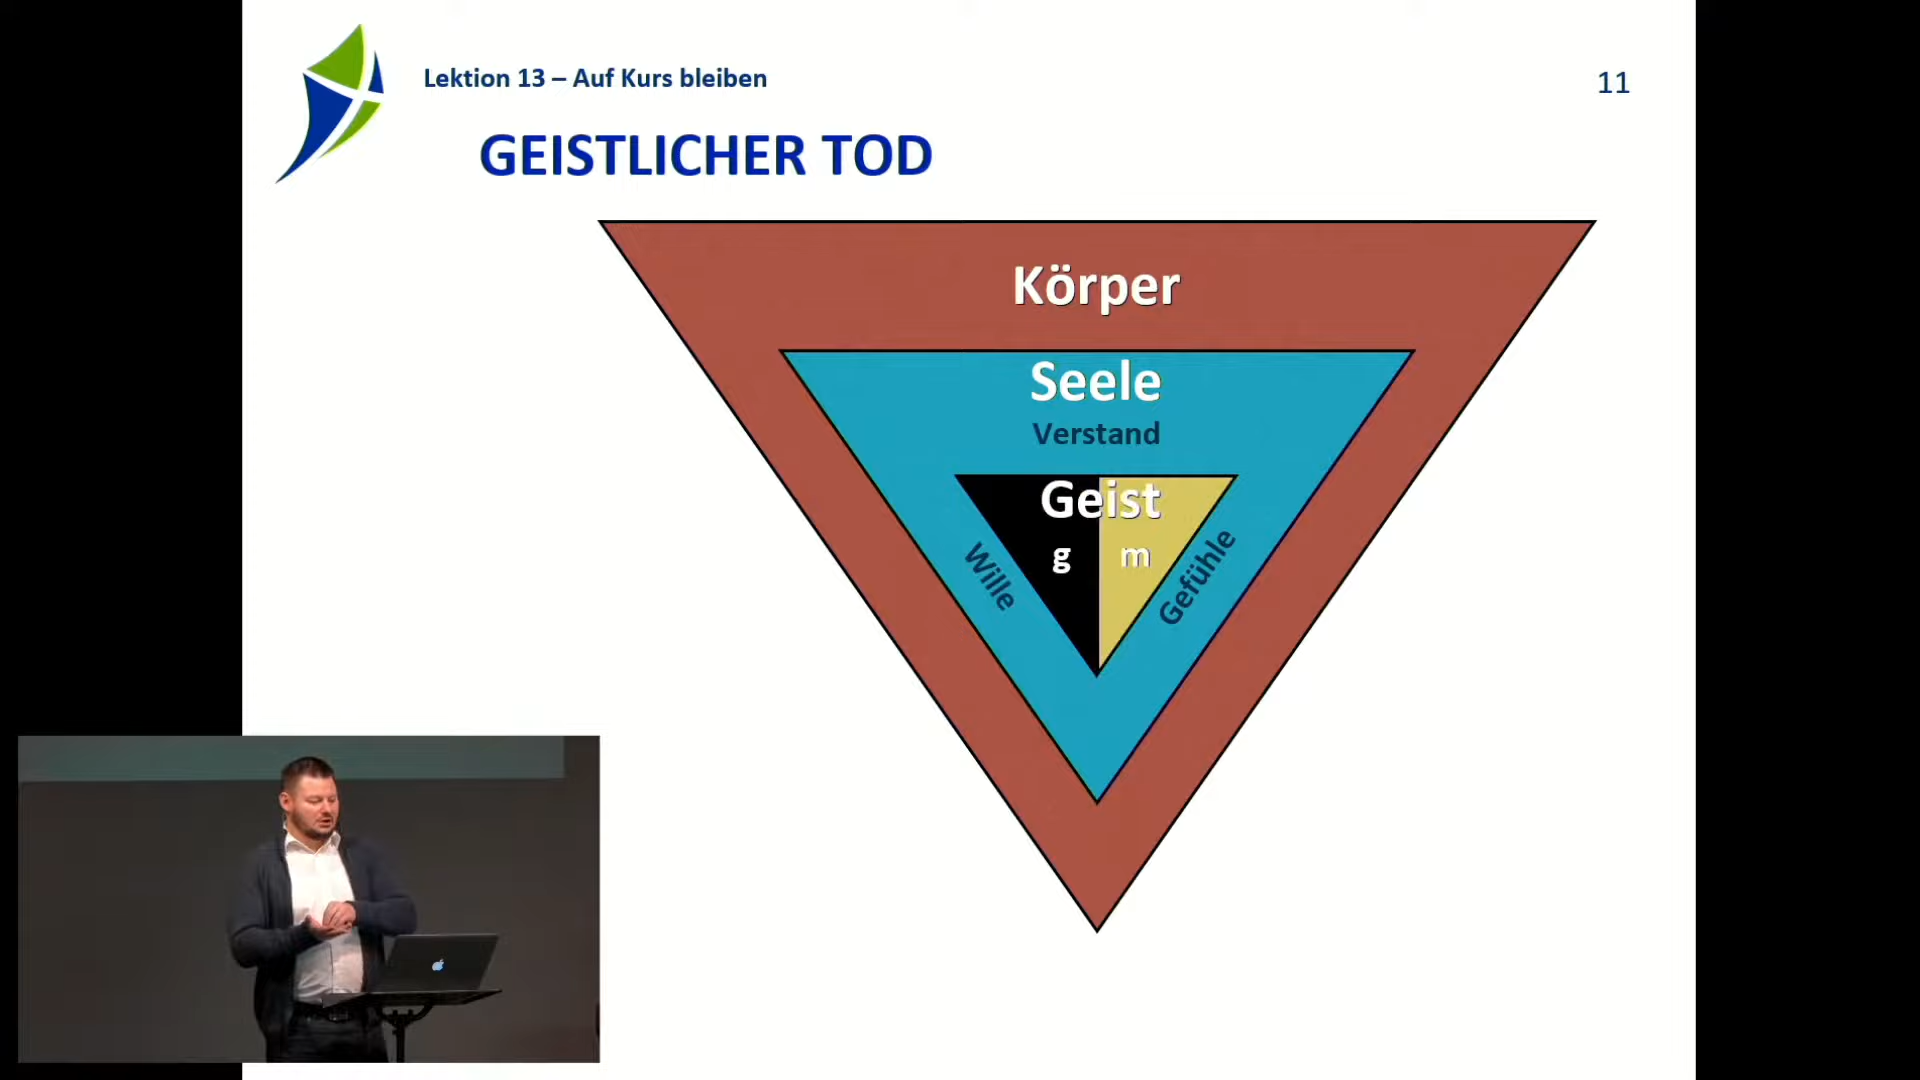 Lektion 13 – Auf Kurs bleiben
11
GEISTLICHER TOD
Körper
Seele
Verstand
Geist
g
m
Wille
Gefühle